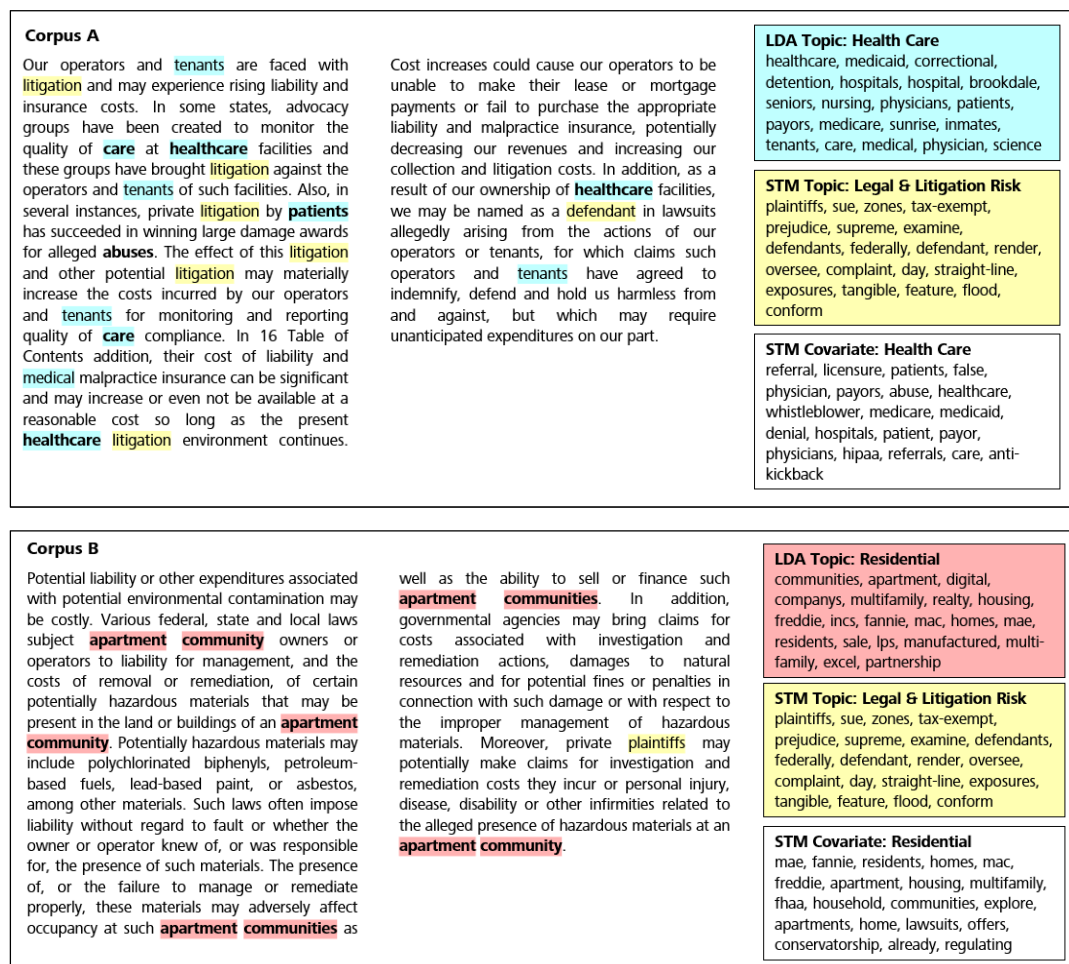 Corpus A
Our operators and tenants are faced with
litigation and may experience rising liability and
insurance costs. In some states, advocacy
groups have been created to monitor the
quality of care at healthcare facilities and
these groups have brought litigation against the
operators and tenants of such facilities. Also, in
several instances, private litigation by patients
has succeeded in winning large damage awards
for alleged abuses. The effect of this litigation
and other potential litigation may materially
increase the costs incurred by our operators
and tenants for monitoring and reporting
quality of care compliance. In 16 Table of
Contents addition, their cost of liability and
medical malpractice insurance can be significant
and may increase or even not be available at a
reasonable cost so long as the present
healthcare litigation environment continues.
Cost increases could cause our operators to be
unable to make their lease or mortgage
payments or fail to purchase the appropriate
liability and malpractice insurance, potentially
decreasing our revenues and increasing our
collection and litigation costs. In addition, as a
result of our ownership of healthcare facilities,
we may be named as a defendant in lawsuits
allegedly arising from the actions of our
operators or tenants, for which claims such
operators and tenants have agreed to
indemnify, defend and hold us harmless from
and against, but which may require
unanticipated expenditures on our part.
LDA Topic: Health Care
healthcare, medicaid, correctional,
detention, hospitals, hospital, brookdale,
seniors, nursing, physicians, patients,
payors, medicare, sunrise, inmates,
tenants, care, medical, physician, science
STM Topic: Legal & Litigation Risk
plaintiffs, sue, zones, tax-exempt,
prejudice, supreme, examine,
defendants, federally, defendant, render,
oversee, complaint, day, straight-line,
exposures, tangible, feature, flood,
conform
STM Covariate: Health Care
referral, licensure, patients, false,
physician, payors, abuse, healthcare,
whistleblower, medicare, medicaid,
denial, hospitals, patient, payor,
physicians, hipaa, referrals, care, anti-
kickback
Corpus B
Potential liability or other expenditures associated
with potential environmental contamination may
be costly. Various federal, state and local laws
subject apartment community owners or
operators to liability for management, and the
costs of removal or remediation, of certain
potentially hazardous materials that may be
present in the land or buildings of an apartment
community. Potentially hazardous materials may
include polychlorinated biphenyls, petroleum-
based fuels, lead-based paint, or asbestos,
among other materials. Such laws often impose
liability without regard to fault or whether the
owner or operator knew of, or was responsible
for, the presence of such materials. The presence
of, or the failure to manage or remediate
properly, these materials may adversely affect
occupancy at such apartment communities as
well as the ability to sell or finance such
apartment communities. In addition,
governmental agencies may bring claims for
costs associated with investigation and
remediation actions, damages to natural
resources and for potential fines or penalties in
connection with such damage or with respect to
the improper management of hazardous
materials. Moreover, private plaintiffs may
potentially make claims for investigation and
remediation costs they incur or personal injury,
disease, disability or other infirmities related to
the alleged presence of hazardous materials at an
apartment community.
LDA Topic: Residential
communities, apartment, digital,
companys, multifamily, realty, housing,
freddie, incs, fannie, mac, homes, mae,
residents, sale, lps, manufactured, multi-
family, excel, partnership
STM Topic: Legal & Litigation Risk
plaintiffs, sue, zones, tax-exempt,
prejudice, supreme, examine, defendants,
federally, defendant, render, oversee,
complaint, day, straight-line, exposures,
tangible, feature, flood, conform
STM Covariate: Residential
mae, fannie, residents, homes, mac,
freddie, apartment, housing, multifamily,
fhaa, household, communities, explore,
apartments, home, lawsuits, offers,
conservatorship, already, regulating